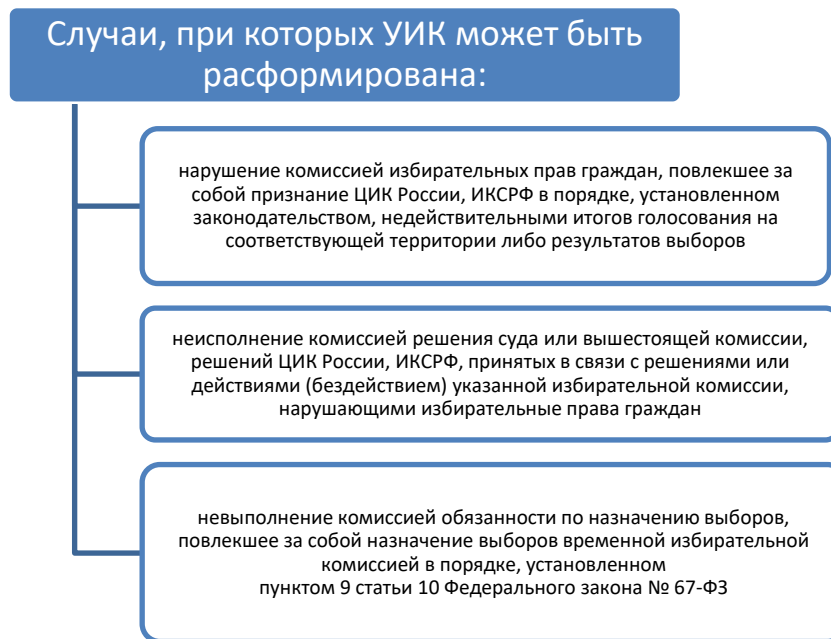 Случаи, при которых УИК может быть
расформирована:
нарушение комиссией избирательных прав граждан, повлекшее за
собой признание ЦИК России, ИКСРФ в порядке, установленном
законодательством, недействительными итогов голосования на
соответствующей территории либо результатов выборов
неисполнение комиссией решения суда или вышестоящей комиссии,
решений ЦИК России, ИКСРФ, принятых в связи с решениями или
действиями (бездействием) указанной избирательной комиссии,
нарушающими избирательные права граждан
невыполнение комиссией обязанности по назначению выборов,
повлекшее за собой назначение выборов временной избирательной
комиссией в порядке, установленном
пунктом 9 статьи 10 Федерального закона № 67-ФЗ